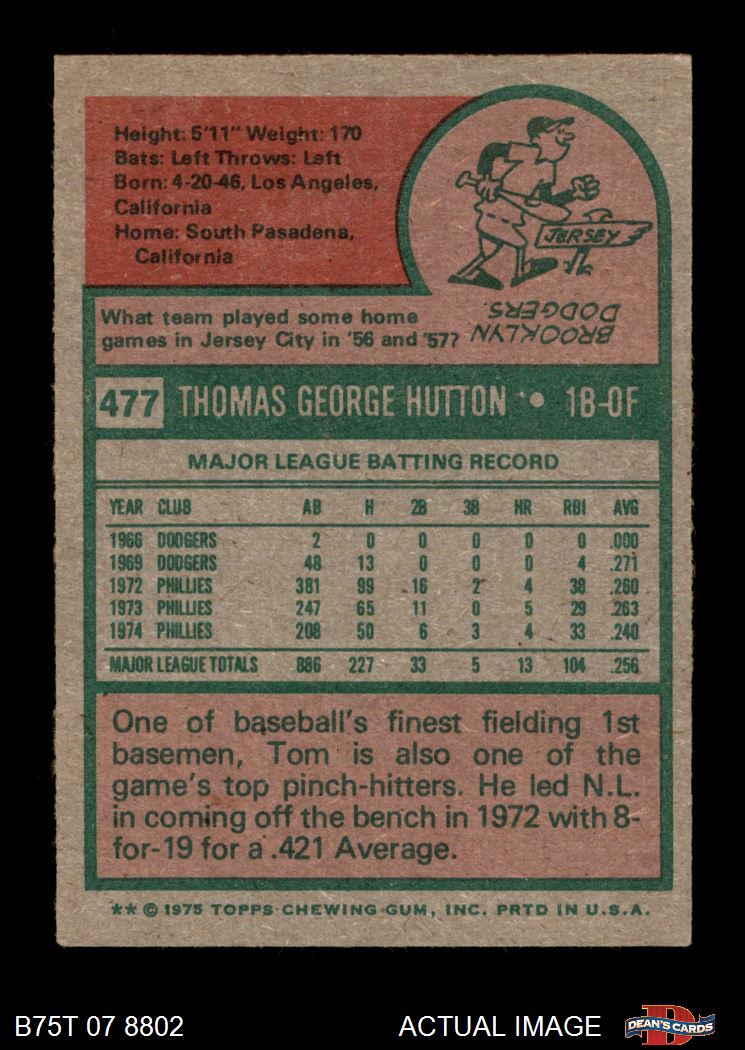 Height: 5'11" Weight: 170
Bats: Left Throws: Left
Born: 4-20-46, Los Angeles,
California
Home: South Pasadena,
California
JERSEY
What team played some home
games in Jersey City in '56 and '57?
BROOKLYN
DODGERS.
477 THOMAS GEORGE HUTTON • 1B-OF
MAJOR LEAGUE BATTING RECORD
YEAR CLUB AB H 2B 3B HR RBI AVG
1966 DODGERS 2 0 0 0 0 0 .000
1969 DODGERS 48 13 0 0 0 4 .271
1972 PHILLIES 381 99 16 2 4 38 .260
1973 PHILLIES 247 65 11 0 5 29 .263
1974 PHILLIES 208 50 6 3 4 33 .240
MAJOR LEAGUE TOTALS 886 227 33 5 13 104 .256
One of baseball's finest fielding 1st
basemen, Tom is also one of the
game's top pinch-hitters. He led N.L.
in coming off the bench in 1972 with 8-
for-19 for a .421 Average.
** © 1975 TOPPS CHEWING GUM, INC. PRTD IN U.S.A.
B75T 07 8802 ACTUAL IMAGE
D
DEAN'S CARDS